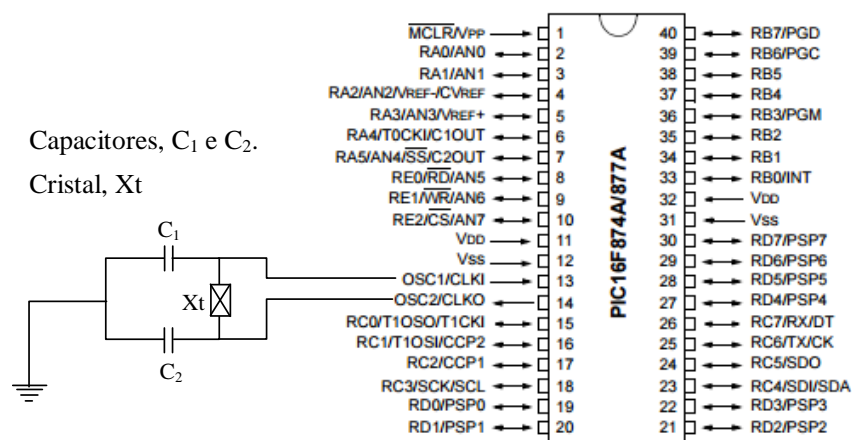 Capacitores, C₁ e C₂.
Cristal, Xt
C₁
Xt
C₂
MCLR/VPP
RA0/AN0
RA1/AN1
RA2/AN2/VREF-/CVREF
RA3/AN3/VREF+
RA4/T0CKI/C1OUT
RA5/AN4/SS/C2OUT
RE0/RD/AN5
RE1/WR/AN6
RE2/CS/AN7
VDD
VSS
OSC1/CLKI
OSC2/CLKO
RC0/T1OSO/T1CKI
RC1/T1OSI/CCP2
RC2/CCP1
RC3/SCK/SCL
RD0/PSP0
RD1/PSP1
1
2
3
4
5
6
7
8
9
10
11
12
13
14
15
16
17
18
19
20
PIC16F874A/877A
40
39
38
37
36
35
34
33
32
31
30
29
28
27
26
25
24
23
22
21
RB7/PGD
RB6/PGC
RB5
RB4
RB3/PGM
RB2
RB1
RB0/INT
VDD
VSS
RD7/PSP7
RD6/PSP6
RD5/PSP5
RD4/PSP4
RC7/RX/DT
RC6/TX/CK
RC5/SDO
RC4/SDI/SDA
RD3/PSP3
RD2/PSP2